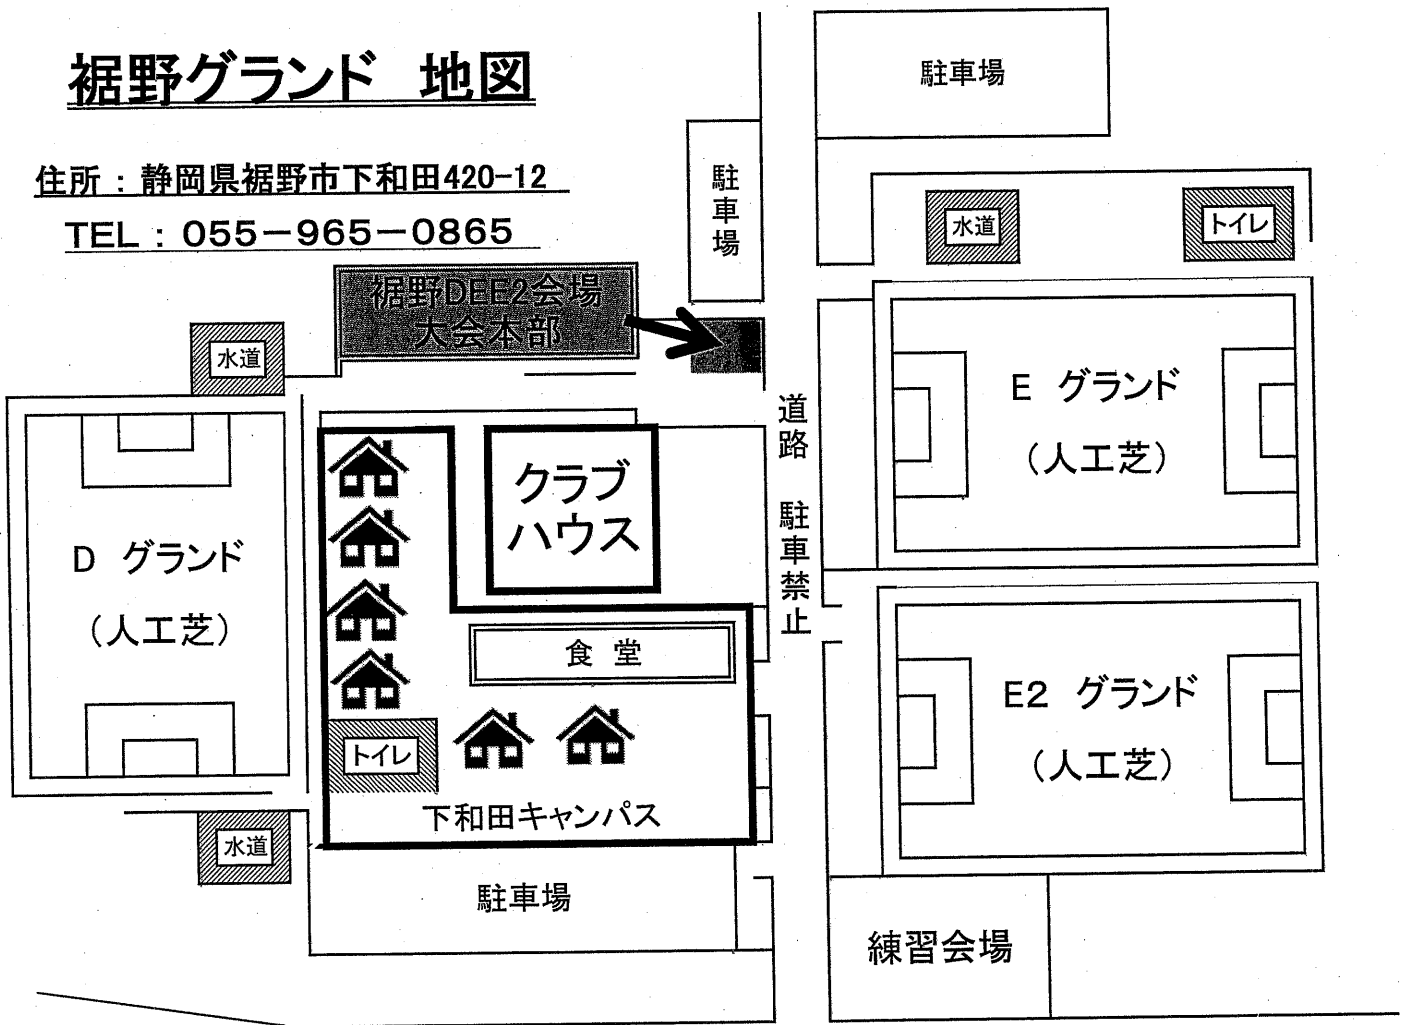 裾野グランド　地図
住所：静岡県裾野市下和田420-12
TEL：055－965－0865
駐車場
駐車場
水道
トイレ
裾野DEE2会場
大会本部
水道
E グランド
（人工芝）
道路　駐車禁止
クラブ
ハウス
D グランド
（人工芝）
食堂
E2 グランド
（人工芝）
トイレ
下和田キャンパス
水道
駐車場
練習会場